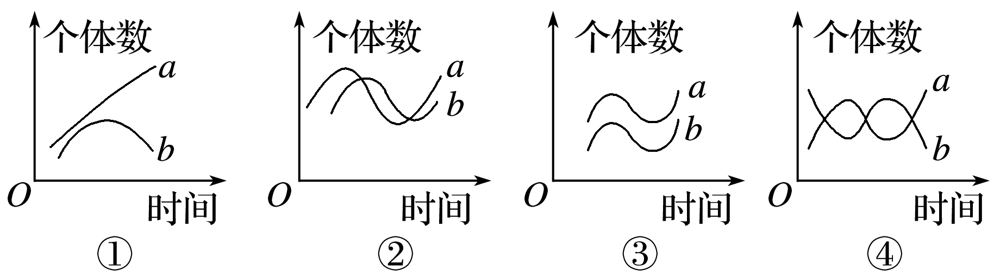 个体数 个体数 个体数 个体数
a a a a
b b b b
O O O O
时间 时间 时间 时间
① ② ③ ④